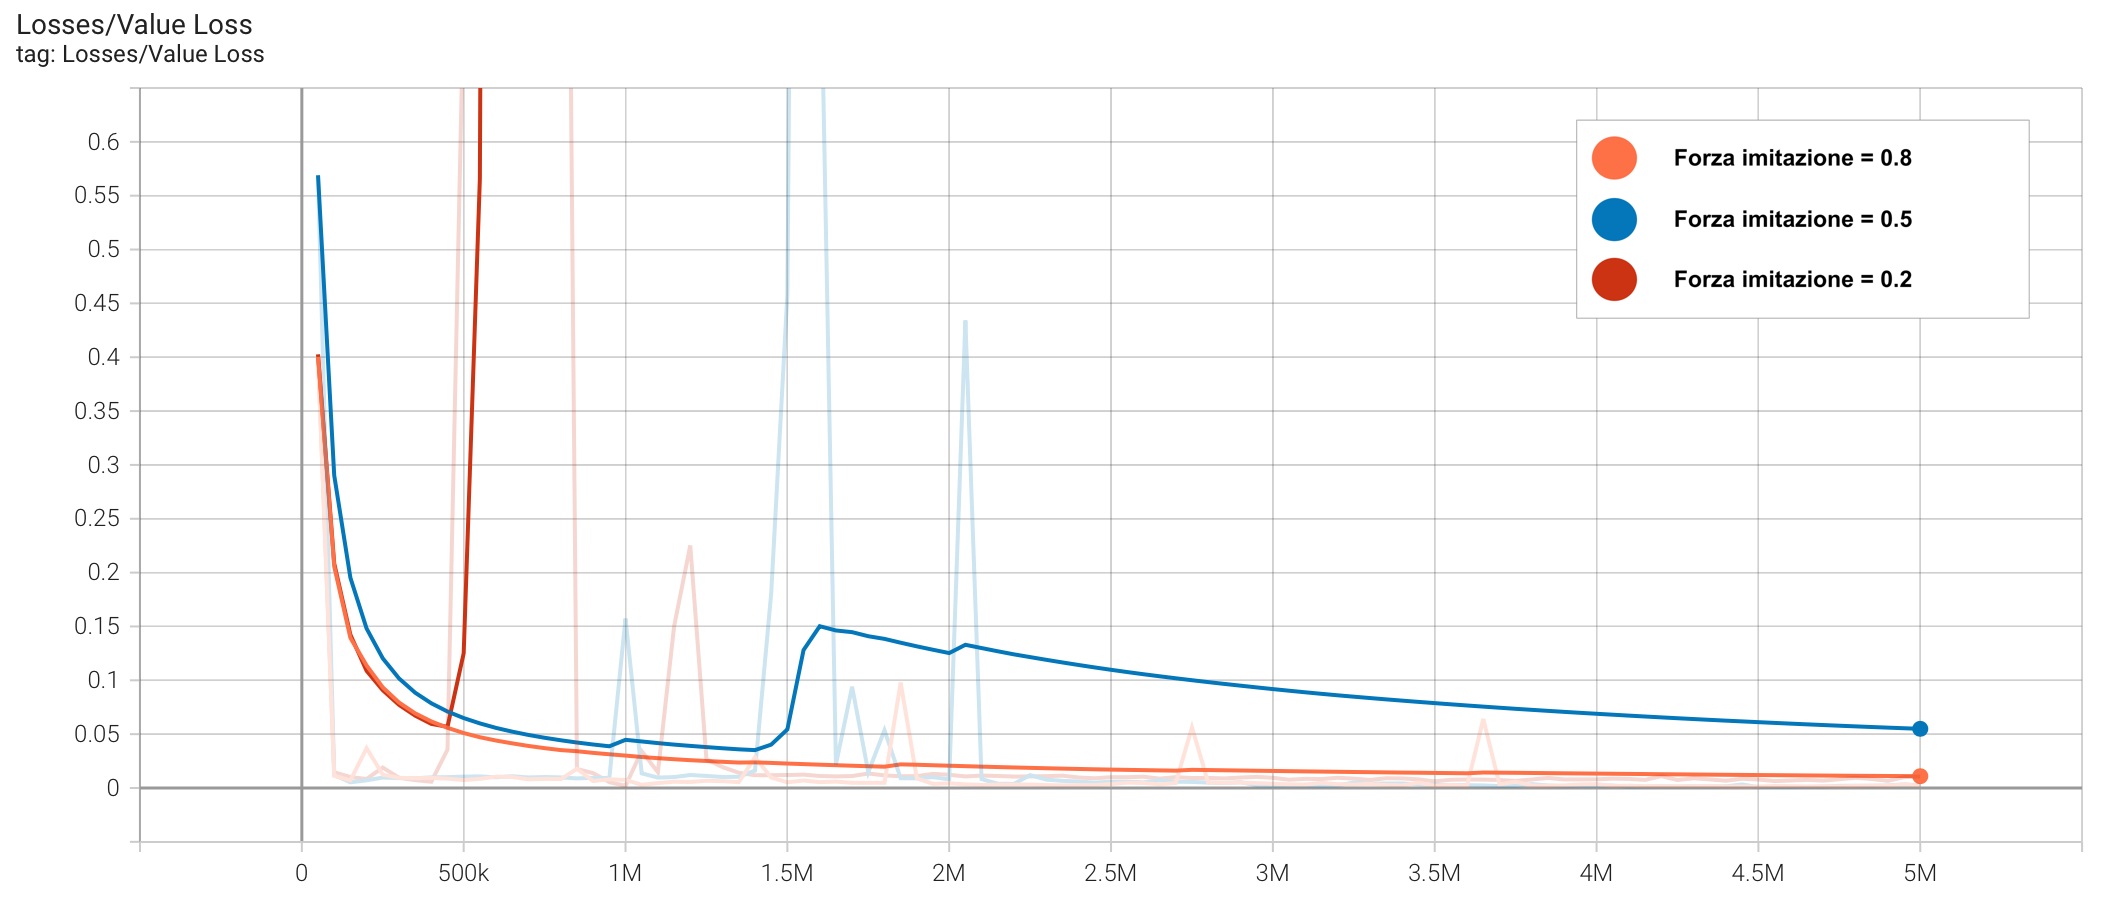 Losses/Value Loss
tag: Losses/Value Loss
0.6
0.55
0.5
0.45
0.4
0.35
0.3
0.25
0.2
0.15
0.1
0.05
0
0 500k 1M 1.5M 2M 2.5M 3M 3.5M 4M 4.5M 5M
Forza imitazione = 0.8
Forza imitazione = 0.5
Forza imitazione = 0.2